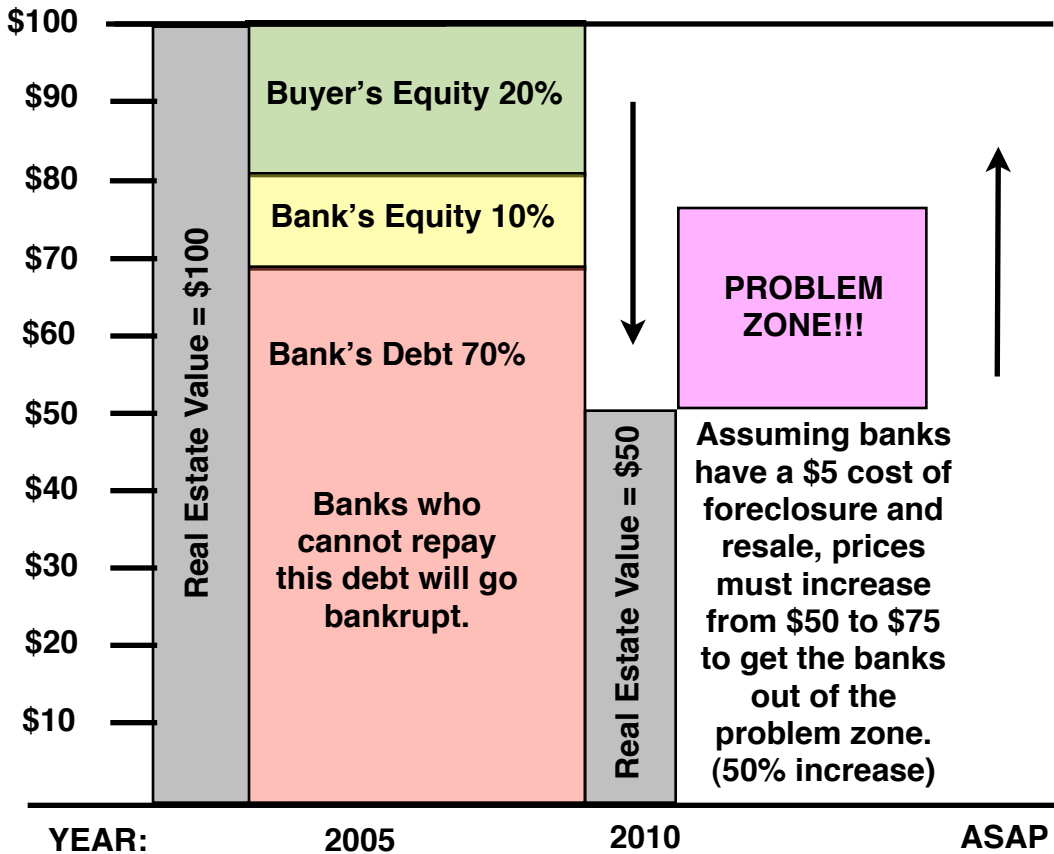 $100
$90
$80
$70
$60
$50
$40
$30
$20
$10
Real Estate Value = $100
Buyer’s Equity 20%
Bank’s Equity 10%
Bank’s Debt 70%
Banks who
cannot repay
this debt will go
bankrupt.
Real Estate Value = $50
PROBLEM
ZONE!!!
Assuming banks
have a $5 cost of
foreclosure and
resale, prices
must increase
from $50 to $75
to get the banks
out of the
problem zone.
(50% increase)
YEAR: 2005 2010 ASAP